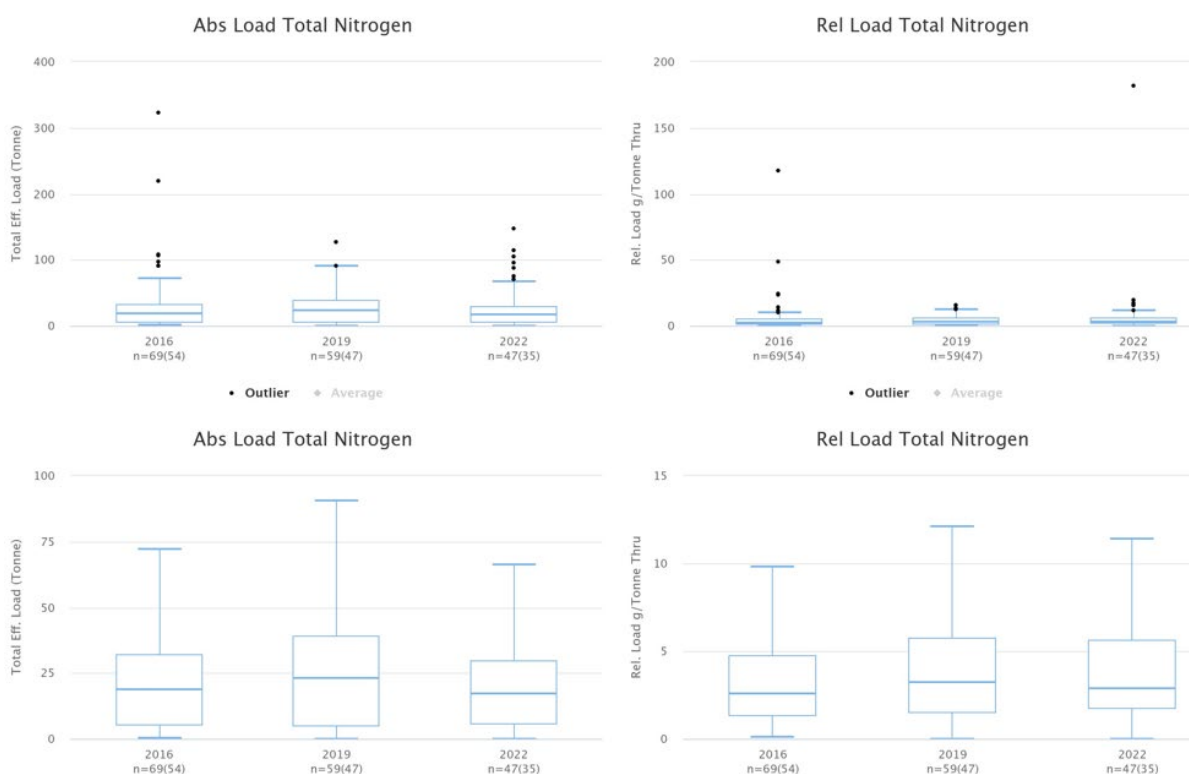 Abs Load Total Nitrogen
Total Eff. Load (Tonne)
400
300
200
100
0
2016
n=69(54)
2019
n=59(47)
2022
n=47(35)
Outlier
Average
Rel Load Total Nitrogen
Rel. Load g/Tonne Thru
200
150
100
50
0
2016
n=69(54)
2019
n=59(47)
2022
n=47(35)
Outlier
Average
Abs Load Total Nitrogen
Total Eff. Load (Tonne)
100
75
50
25
0
2016
n=69(54)
2019
n=59(47)
2022
n=47(35)
Rel Load Total Nitrogen
Rel. Load g/Tonne Thru
15
10
5
0
2016
n=69(54)
2019
n=59(47)
2022
n=47(35)